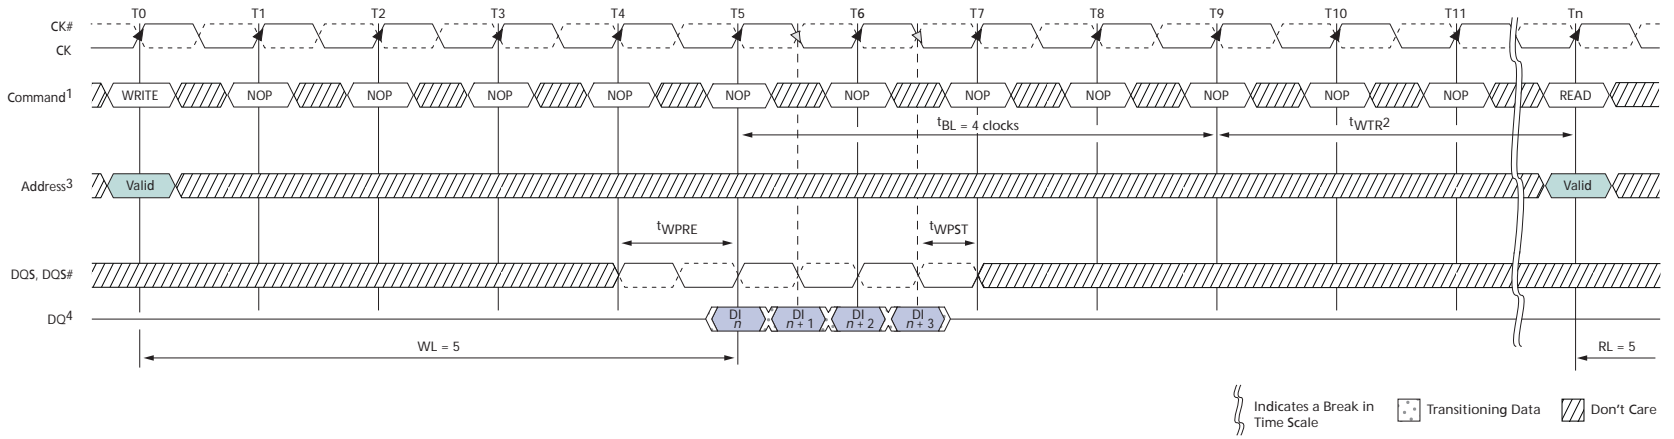 T0 T1 T2 T3 T4 T5 T6 T7 T8 T9 T10 T11 Tn
CK#
CK
Command1 WRITE NOP NOP NOP NOP NOP NOP NOP NOP NOP NOP NOP READ
tBL = 4 clocks tWTR2
Address3 Valid Valid
tWPRE tWPST
DQS, DQS#
DQ4 DI n DI n + 1 DI n + 2 DI n + 3
WL = 5 RL = 5
Indicates a Break in
Time Scale
Transitioning Data
Don't Care